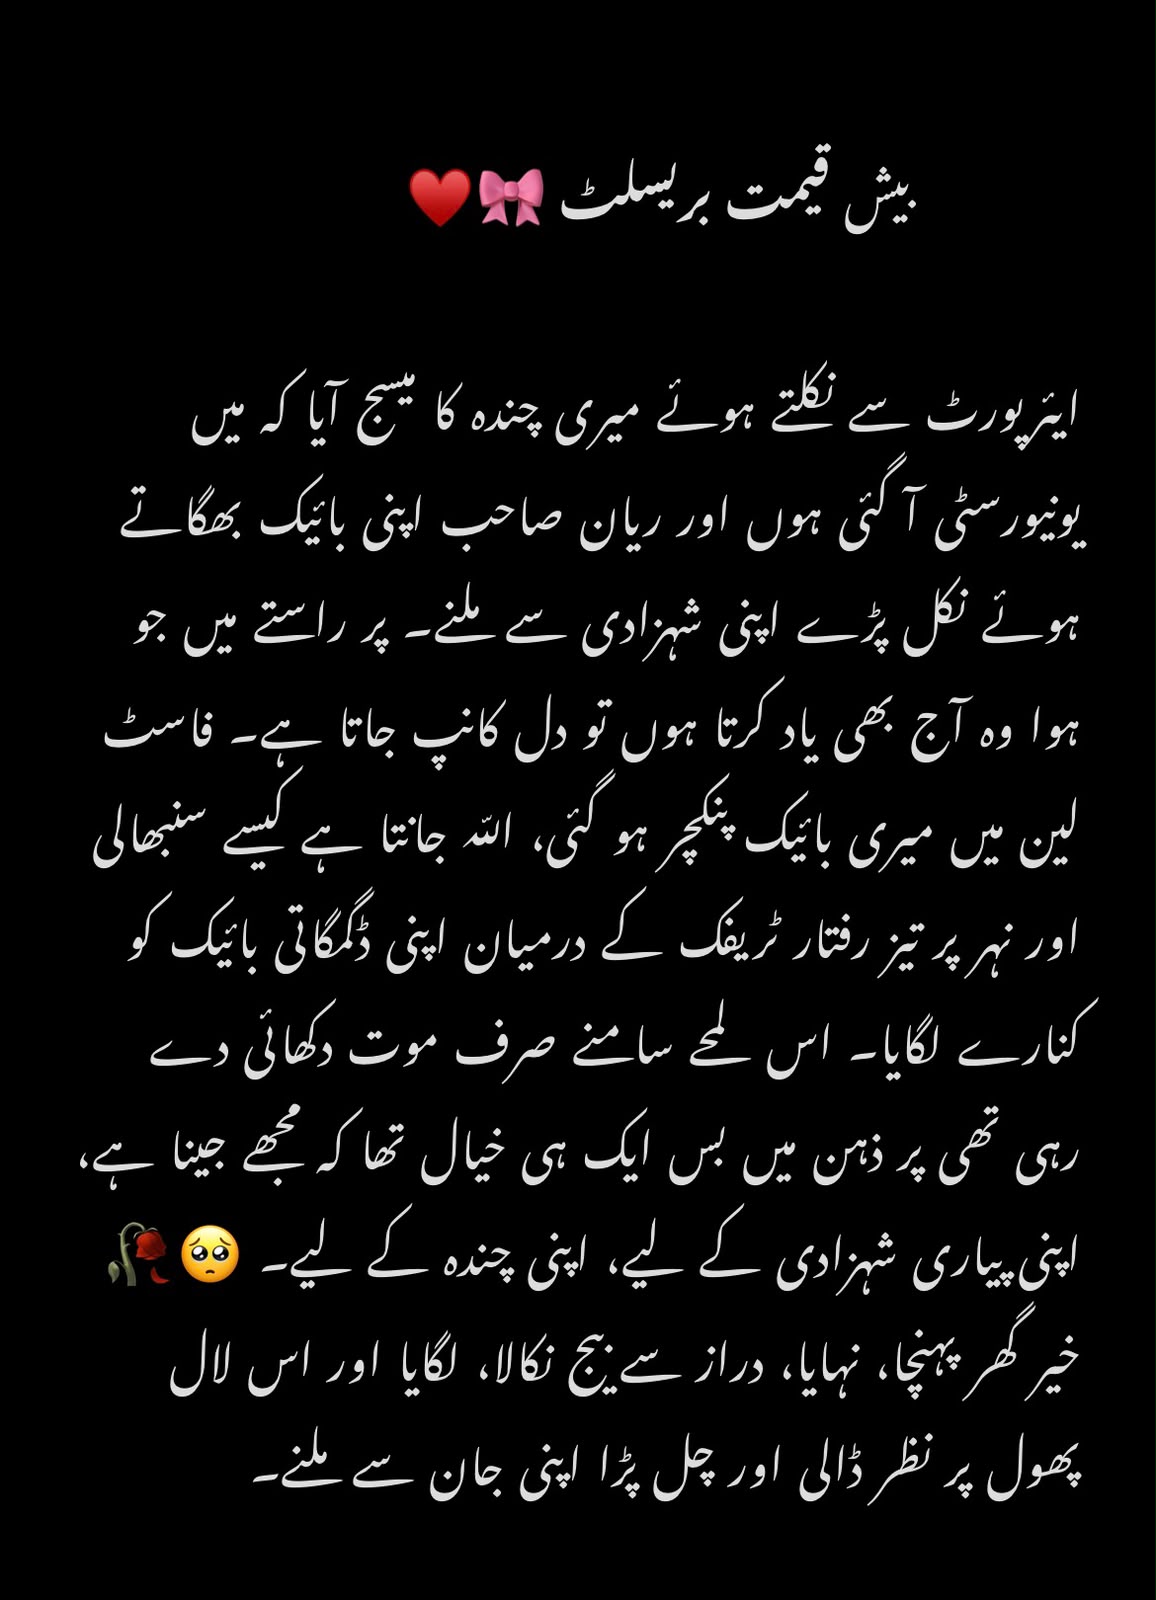 بیش قیمت بریسلٹ 🎀♥️
ایئرپورٹ سے نکلتے ہوئے میری چندہ کا میسج آیا کہ میں
یونیورسٹی آ گئی ہوں اور ریان صاحب اپنی بائیک بھگاتے
ہوئے نکل پڑے اپنی شہزادی سے ملنے۔ پر راستے میں جو
ہوا وہ آج بھی یاد کرتا ہوں تو دل کانپ جاتا ہے۔ فاسٹ
لین میں میری بائیک پنکچر ہو گئی، اللہ جانتا ہے کیسے سنبھالی
اور نہر پر تیز رفتار ٹریفک کے درمیان اپنی ڈگمگاتی بائیک کو
کنارے لگایا۔ اس لمحے سامنے صرف موت دکھائی دے
رہی تھی پر ذہن میں بس ایک ہی خیال تھا کہ مجھے جینا ہے،
اپنی پیاری شہزادی کے لیے، اپنی چندہ کے لیے۔ 🥺🥀
خیر گھر پہنچا، نہایا، دراز سے بیج نکالا، لگایا اور اس لال
پھول پر نظر ڈالی اور چل پڑا اپنی جان سے ملنے۔